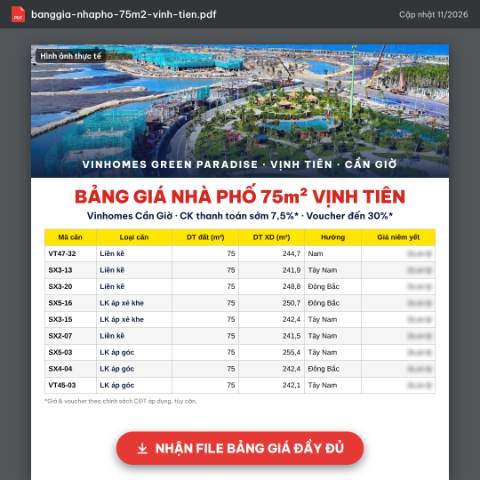 PDF
banggia-nhapho-75m2-vinh-tien.pdf
Cập nhật 11/2026
Hình ảnh thực tế
VINHOMES GREEN PARADISE · VỊNH TIÊN · CẦN GIỜ
BẢNG GIÁ NHÀ PHỐ 75m² VỊNH TIÊN
Vinhomes Cần Giờ · CK thanh toán sớm 7,5%* · Voucher đến 30%*
Mã căn Loại căn DT đất (m²) DT XD (m²) Hướng Giá niêm yết
VT47-32 Liền kề 75 244,7 Nam
SX3-13 Liền kề 75 241,9 Tây Nam
SX3-20 Liền kề 75 248,8 Đông Bắc
SX5-16 LK áp xẻ khe 75 250,7 Đông Bắc
SX3-15 LK áp xẻ khe 75 242,4 Tây Nam
SX2-07 Liền kề 75 241,5 Tây Nam
SX5-03 LK áp góc 75 255,4 Tây Nam
SX4-04 LK áp góc 75 242,4 Đông Bắc
VT45-03 LK áp góc 75 242,1 Tây Nam
*Giá & voucher theo chính sách CĐT áp dụng, tùy căn.
NHẬN FILE BẢNG GIÁ ĐẦY ĐỦ